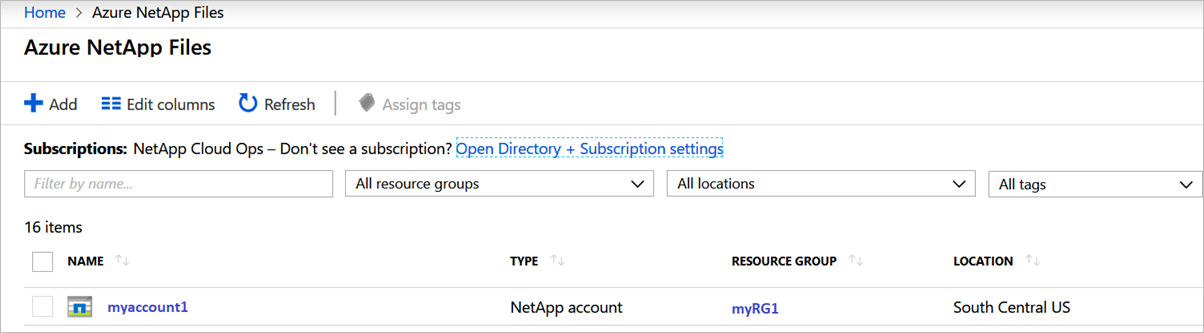 Home > Azure NetApp Files
Azure NetApp Files
Add Edit columns Refresh Assign tags
Subscriptions: NetApp Cloud Ops – Don't see a subscription? Open Directory + Subscription settings
Filter by name... All resource groups All locations All tags
16 items
NAME TYPE RESOURCE GROUP LOCATION
myaccount1 NetApp account myRG1 South Central US